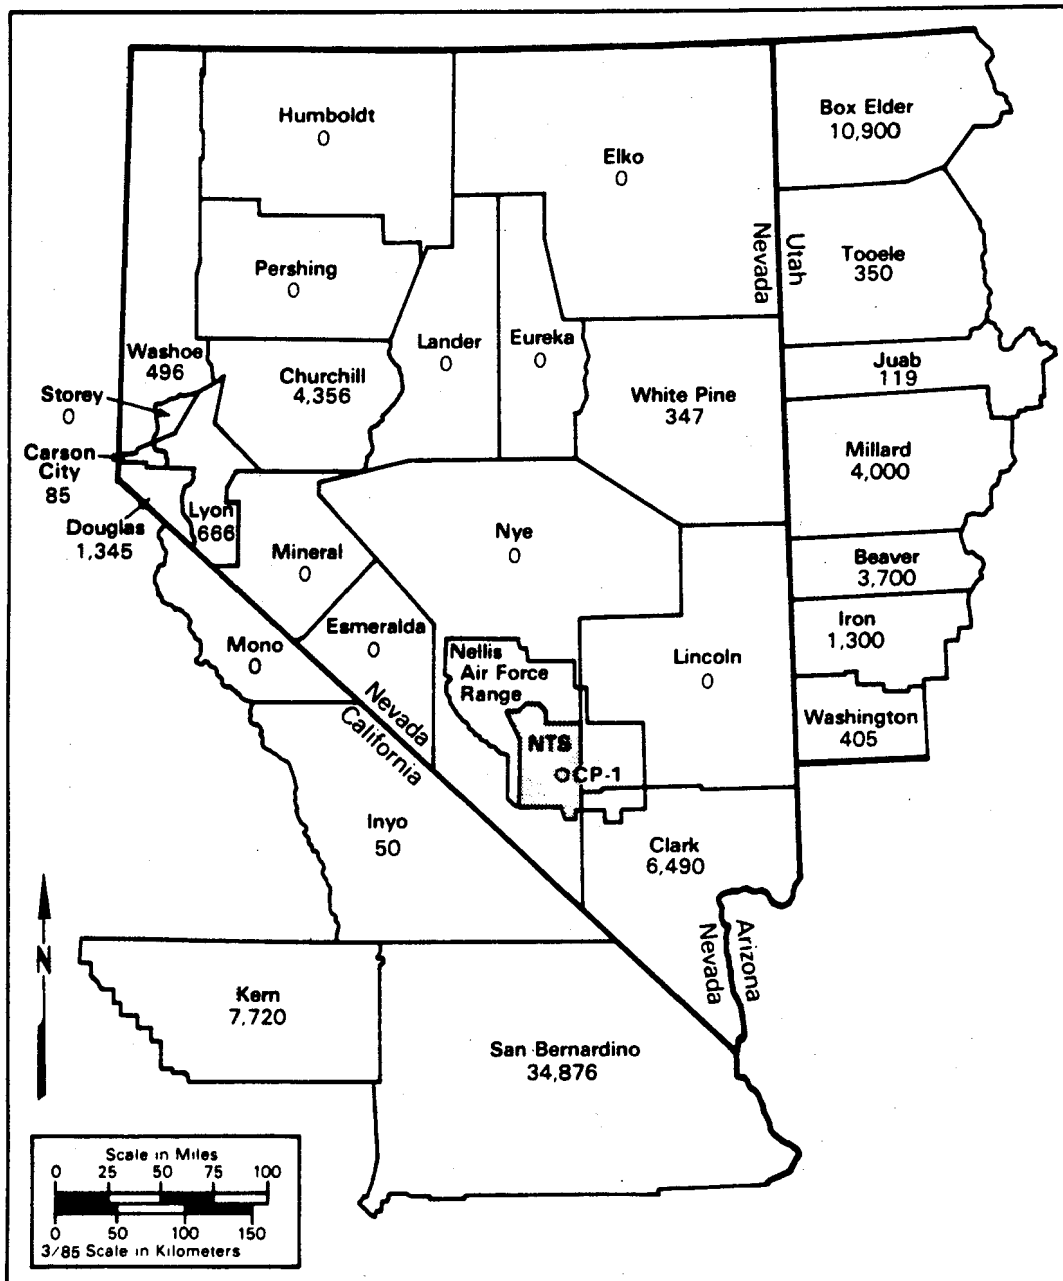 Humboldt
0
Elko
0
Box Elder
10,900
Nevada
Utah
Tooele
350
Pershing
0
Lander
0
Eureka
0
Washoe
496
Churchill
4,356
Storey
0
White Pine
347
Juab
119
Carson
City
85
Millard
4,000
Lyon
666
Douglas
1,345
Mineral
0
Nye
0
Beaver
3,700
Iron
1,300
Esmeralda
0
Mono
0
Nellis
Air Force
Range
Lincoln
0
Nevada
California
Washington
405
NTS
CP-1
Inyo
50
Clark
6,490
N
Nevada
Arizona
Kern
7,720
San Bernardino
34,876
Scale in Miles
0 25 50 75 100
0 50 100 150
3/85 Scale in Kilometers